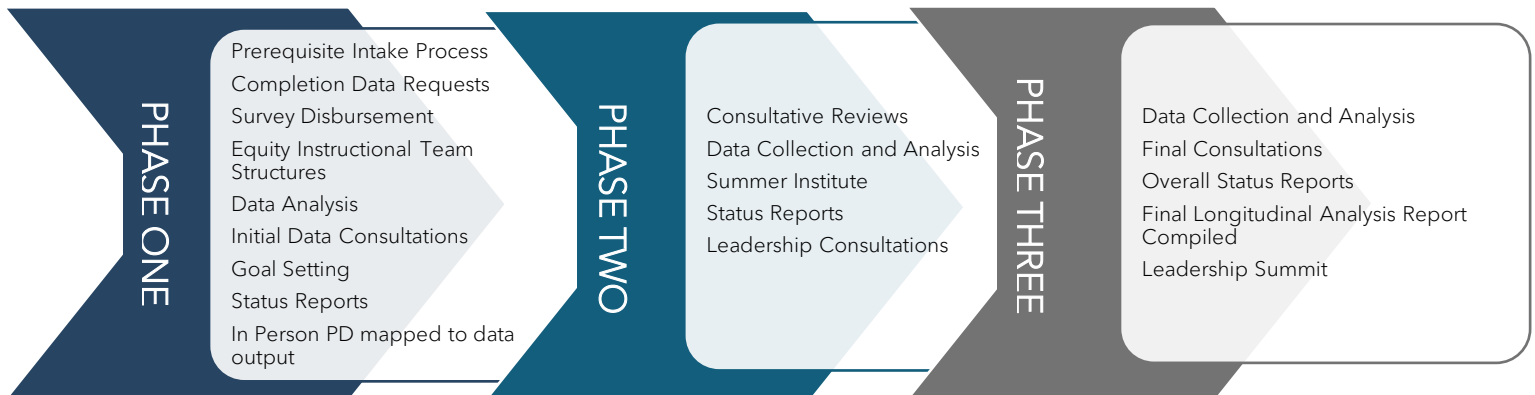 PHASE ONE
Prerequisite Intake Process
Completion Data Requests
Survey Disbursement
Equity Instructional Team
Structures
Data Analysis
Initial Data Consultations
Goal Setting
Status Reports
In Person PD mapped to data
output
PHASE TWO
Consultative Reviews
Data Collection and Analysis
Summer Institute
Status Reports
Leadership Consultations
PHASE THREE
Data Collection and Analysis
Final Consultations
Overall Status Reports
Final Longitudinal Analysis Report
Compiled
Leadership Summit